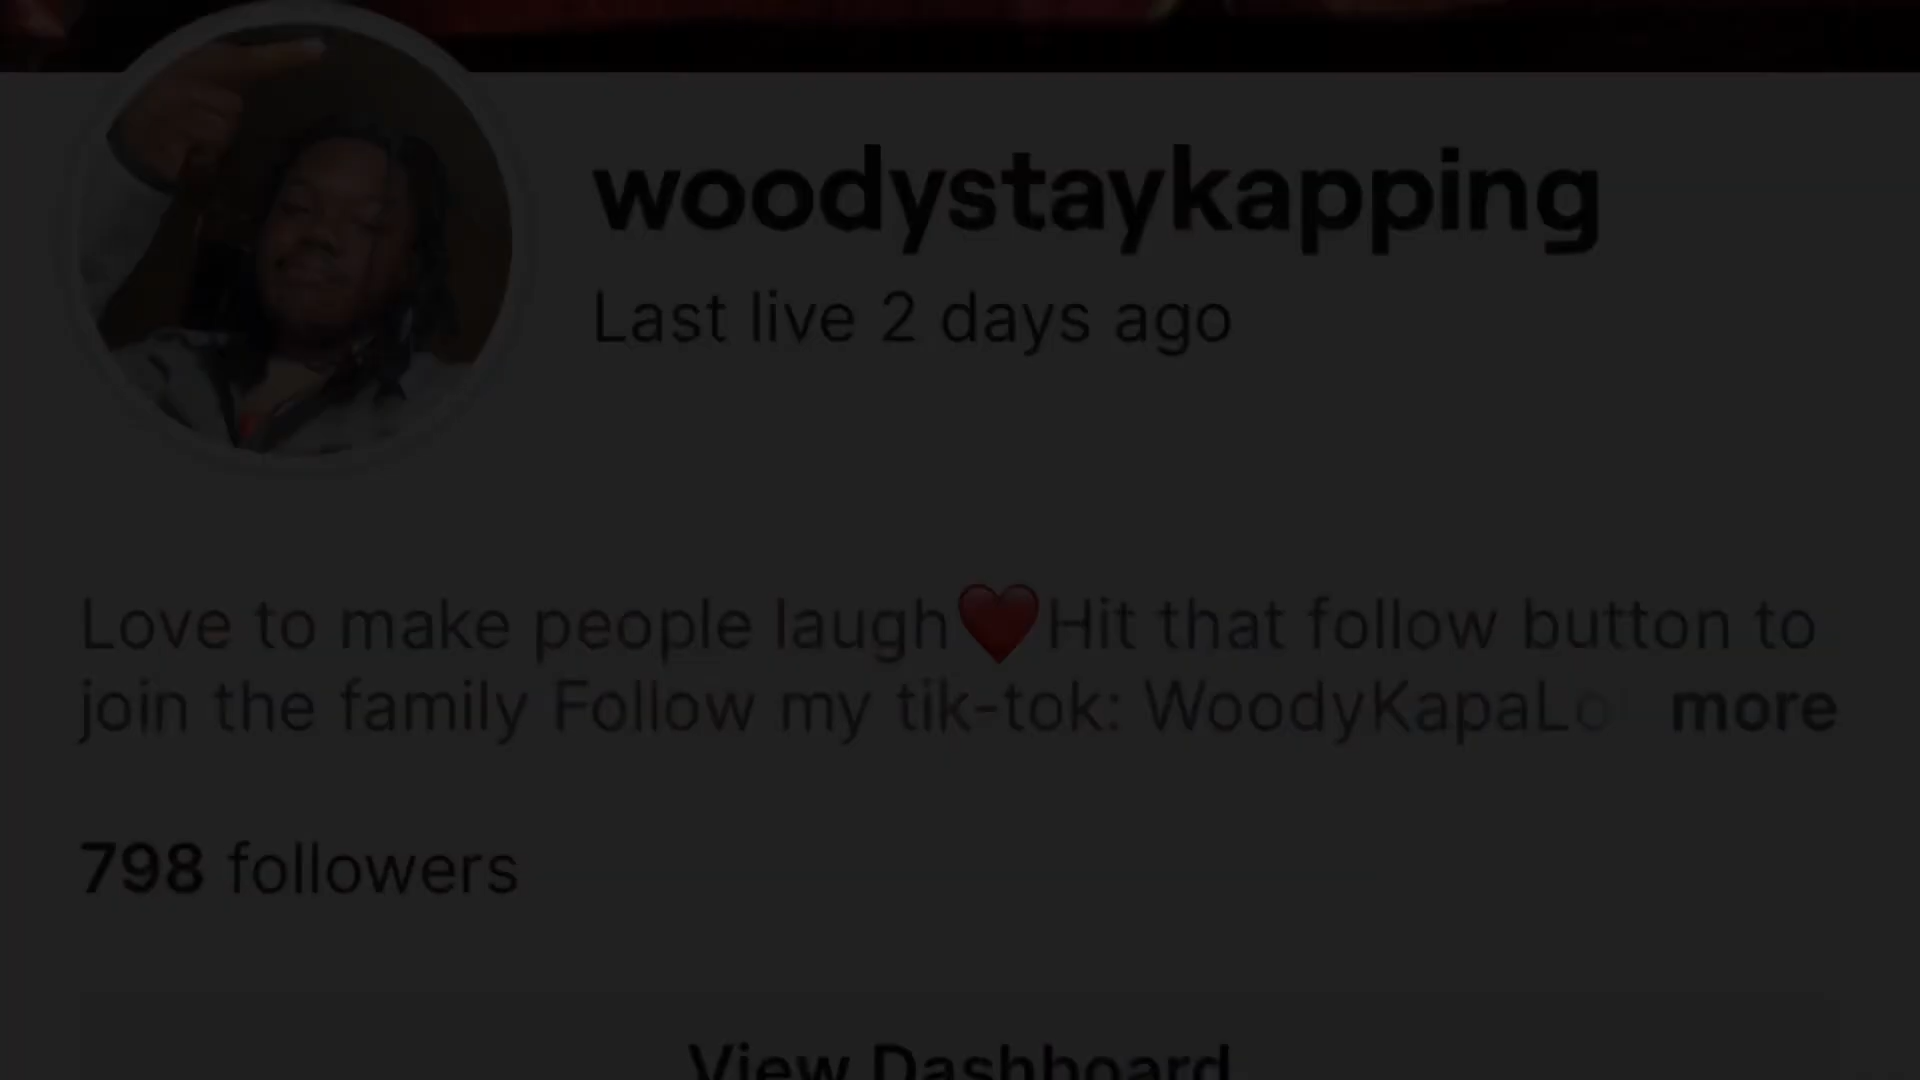 woodystaykapping
Last live 2 days ago
Love to make people laugh❤️Hit that follow button to
join the family Follow my tik-tok: WoodyKapaLo more
798 followers
View Dashboard